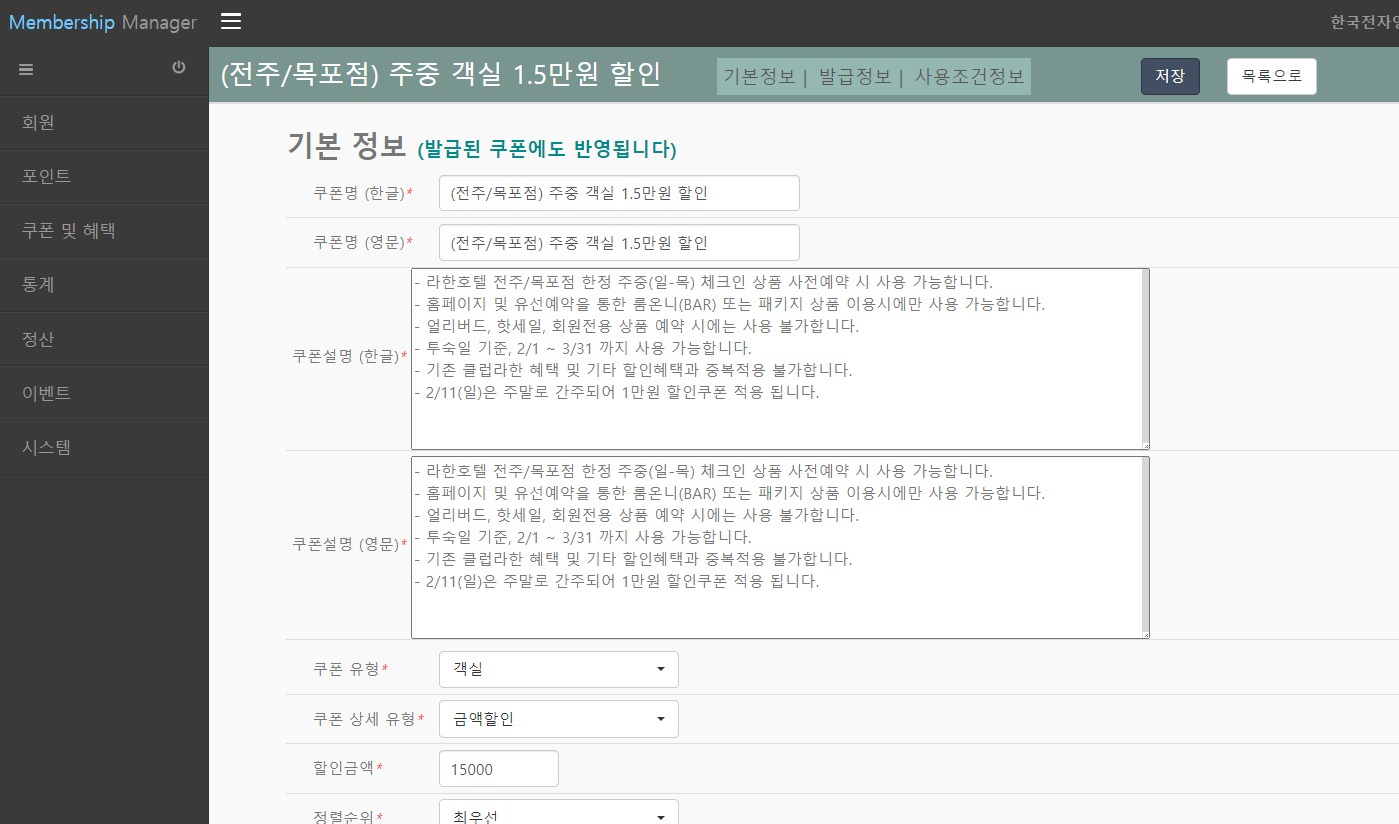 Membership Manager
한국전자영
(전주/목포점) 주중 객실 1.5만원 할인
기본정보 | 발급정보 | 사용조건정보
저장
목록으로
회원
포인트
쿠폰 및 혜택
통계
정산
이벤트
시스템
기본 정보 (발급된 쿠폰에도 반영됩니다)
쿠폰명 (한글)* (전주/목포점) 주중 객실 1.5만원 할인
쿠폰명 (영문)* (전주/목포점) 주중 객실 1.5만원 할인
쿠폰설명 (한글)*
- 라한호텔 전주/목포점 한정 주중(일-목) 체크인 상품 사전예약 시 사용 가능합니다.
- 홈페이지 및 유선예약을 통한 룸온니(BAR) 또는 패키지 상품 이용시에만 사용 가능합니다.
- 얼리버드, 핫세일, 회원전용 상품 예약 시에는 사용 불가합니다.
- 투숙일 기준, 2/1 ~ 3/31 까지 사용 가능합니다.
- 기존 클럽라한 혜택 및 기타 할인혜택과 중복적용 불가합니다.
- 2/11(일)은 주말로 간주되어 1만원 할인쿠폰 적용 됩니다.
쿠폰설명 (영문)*
- 라한호텔 전주/목포점 한정 주중(일-목) 체크인 상품 사전예약 시 사용 가능합니다.
- 홈페이지 및 유선예약을 통한 룸온니(BAR) 또는 패키지 상품 이용시에만 사용 가능합니다.
- 얼리버드, 핫세일, 회원전용 상품 예약 시에는 사용 불가합니다.
- 투숙일 기준, 2/1 ~ 3/31 까지 사용 가능합니다.
- 기존 클럽라한 혜택 및 기타 할인혜택과 중복적용 불가합니다.
- 2/11(일)은 주말로 간주되어 1만원 할인쿠폰 적용 됩니다.
쿠폰 유형* 객실
쿠폰 상세 유형* 금액할인
할인금액* 15000
정렬순위* 최우선